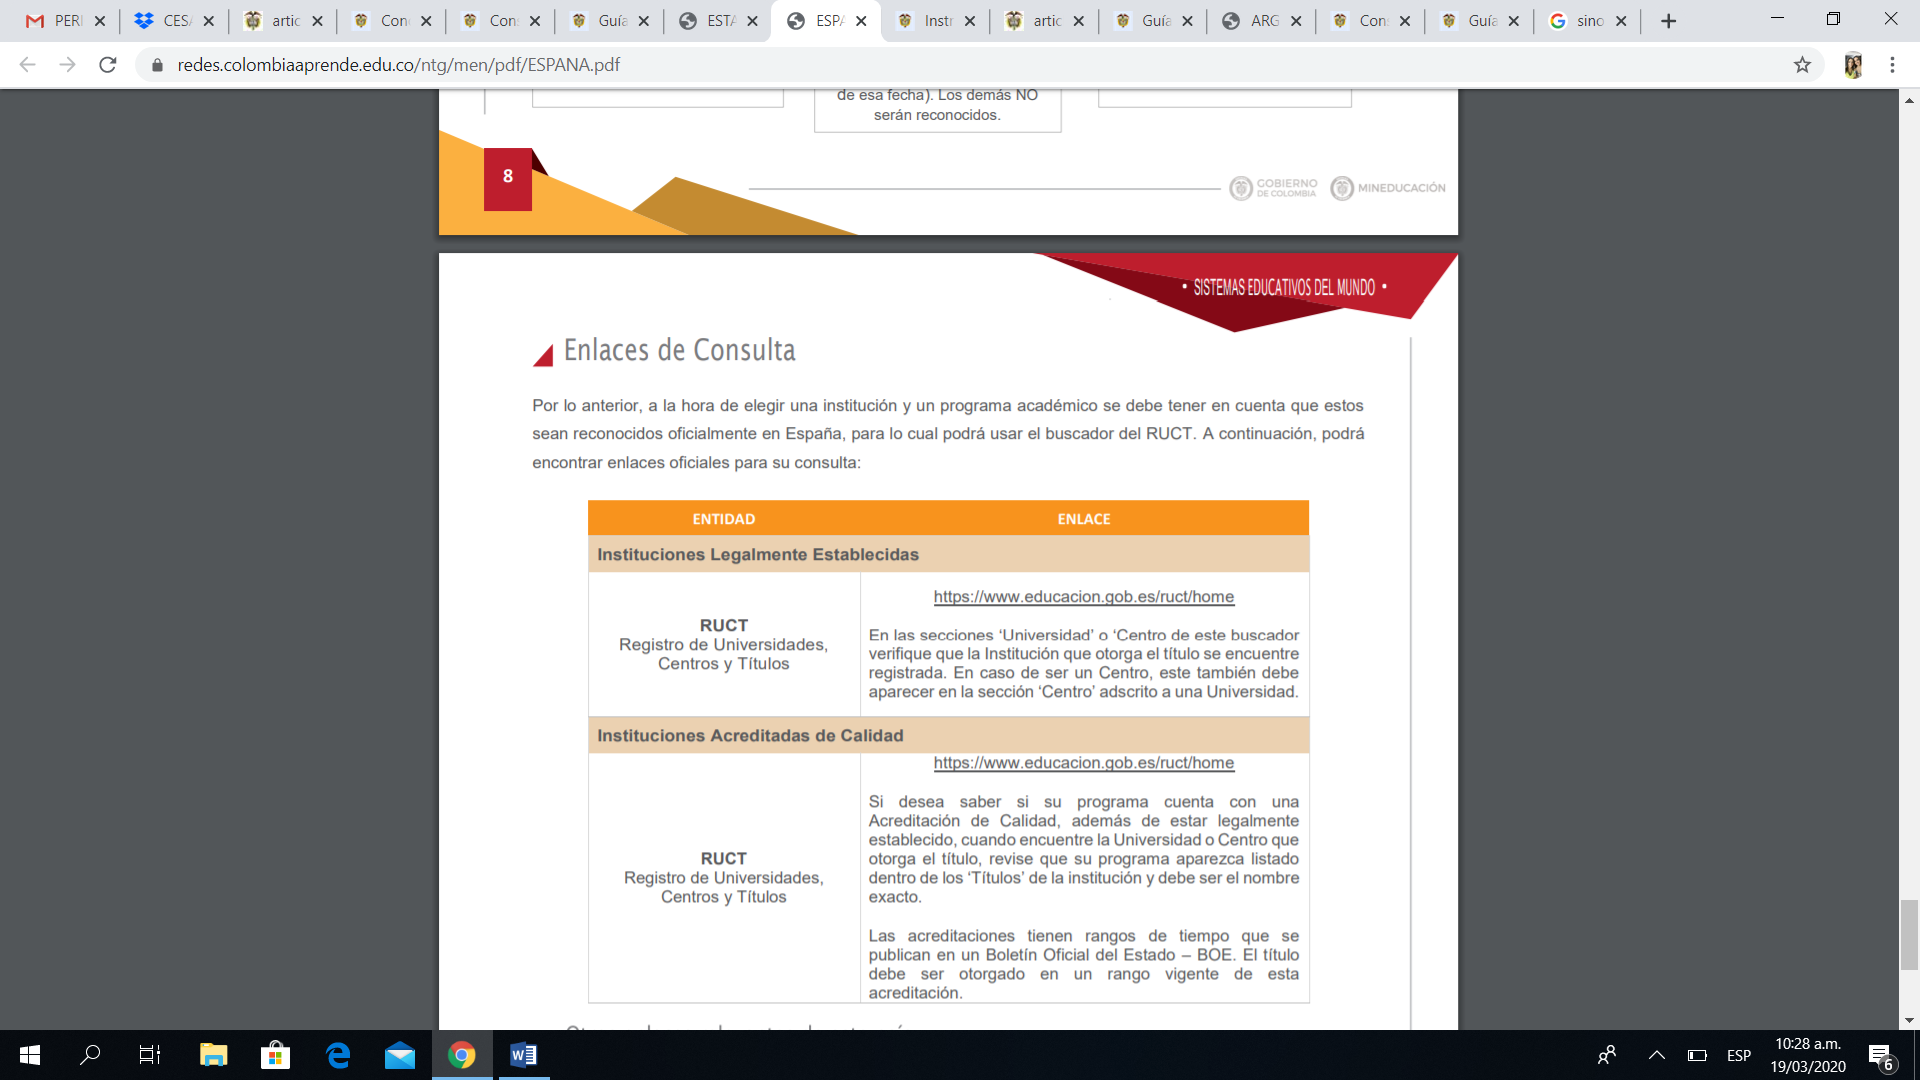 PERI
CESA
artic
Con
Cons
Guía
ESTA
ESPA
Instr
artic
Guía
ARG
Cons
Guía
sino
redes.colombiaaprende.edu.co/ntg/men/pdf/ESPANA.pdf
de esa fecha). Los demás NO
serán reconocidos.
8
GOBIERNO
DE COLOMBIA
MINEDUCACIÓN
• SISTEMAS EDUCATIVOS DEL MUNDO •
Enlaces de Consulta
Por lo anterior, a la hora de elegir una institución y un programa académico se debe tener en cuenta que estos
sean reconocidos oficialmente en España, para lo cual podrá usar el buscador del RUCT. A continuación, podrá
encontrar enlaces oficiales para su consulta:
ENTIDAD
ENLACE
Instituciones Legalmente Establecidas
RUCT
Registro de Universidades,
Centros y Títulos
https://www.educacion.gob.es/ruct/home
En las secciones ‘Universidad’ o ‘Centro de este buscador
verifique que la Institución que otorga el título se encuentre
registrada. En caso de ser un Centro, este también debe
aparecer en la sección ‘Centro’ adscrito a una Universidad.
Instituciones Acreditadas de Calidad
RUCT
Registro de Universidades,
Centros y Títulos
https://www.educacion.gob.es/ruct/home
Si desea saber si su programa cuenta con una
Acreditación de Calidad, además de estar legalmente
establecido, cuando encuentre la Universidad o Centro que
otorga el título, revise que su programa aparezca listado
dentro de los ‘Títulos’ de la institución y debe ser el nombre
exacto.
Las acreditaciones tienen rangos de tiempo que se
publican en un Boletín Oficial del Estado – BOE. El título
debe ser otorgado en un rango vigente de esta
acreditación.
ESP
10:28 a.m.
19/03/2020
6